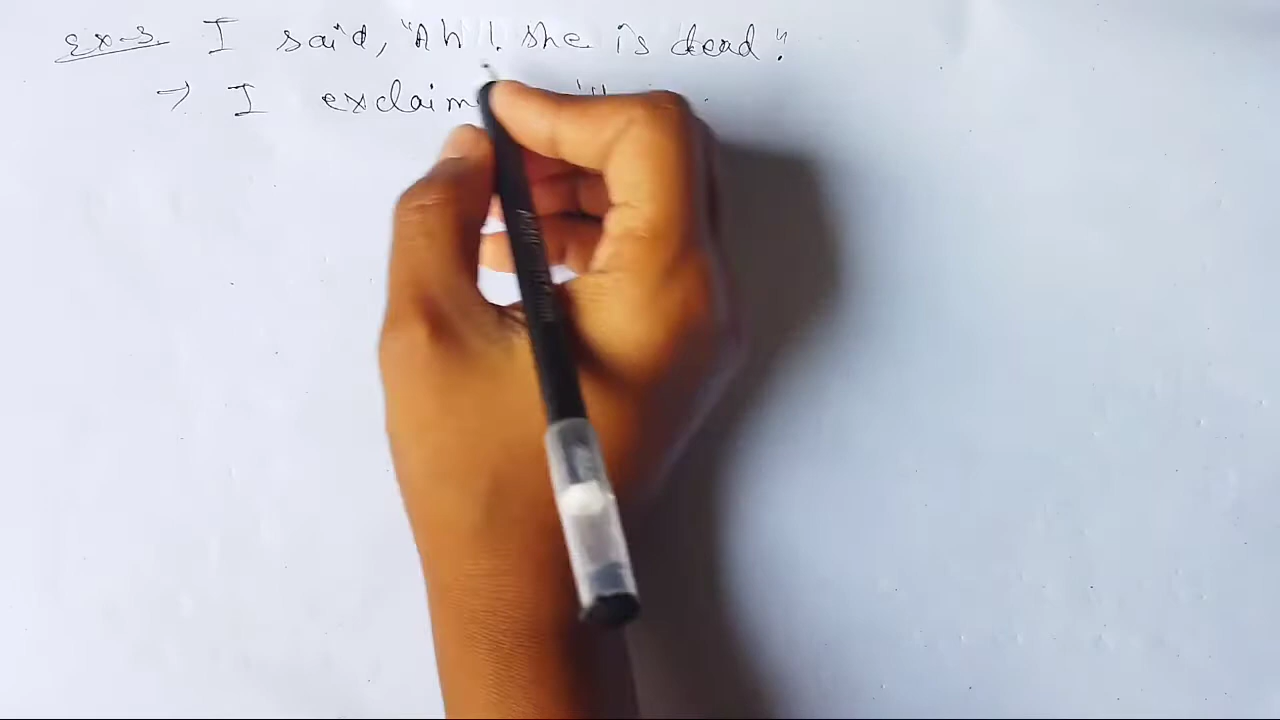 Ex-3. I said, "Ah! she is dead".
→ I exclaim